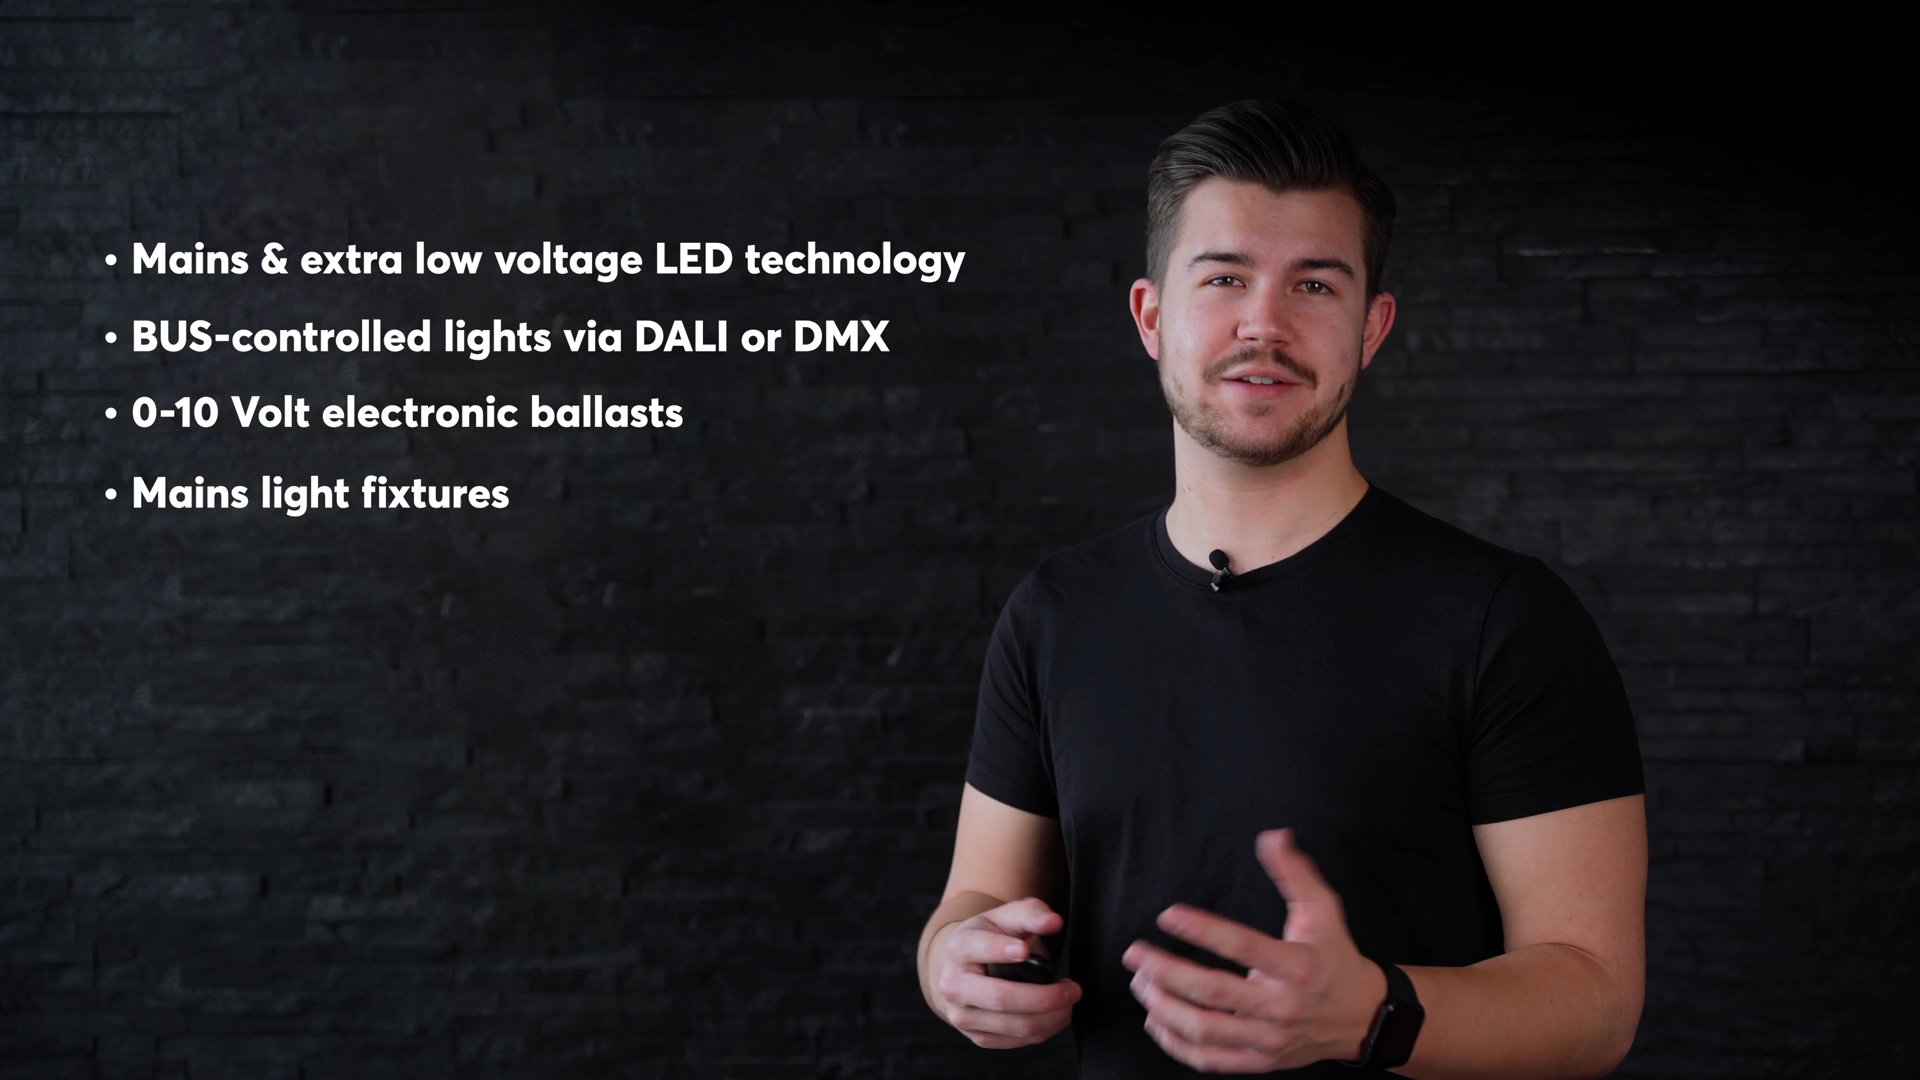 • Mains & extra low voltage LED technology
• BUS-controlled lights via DALI or DMX
• 0-10 Volt electronic ballasts
• Mains light fixtures